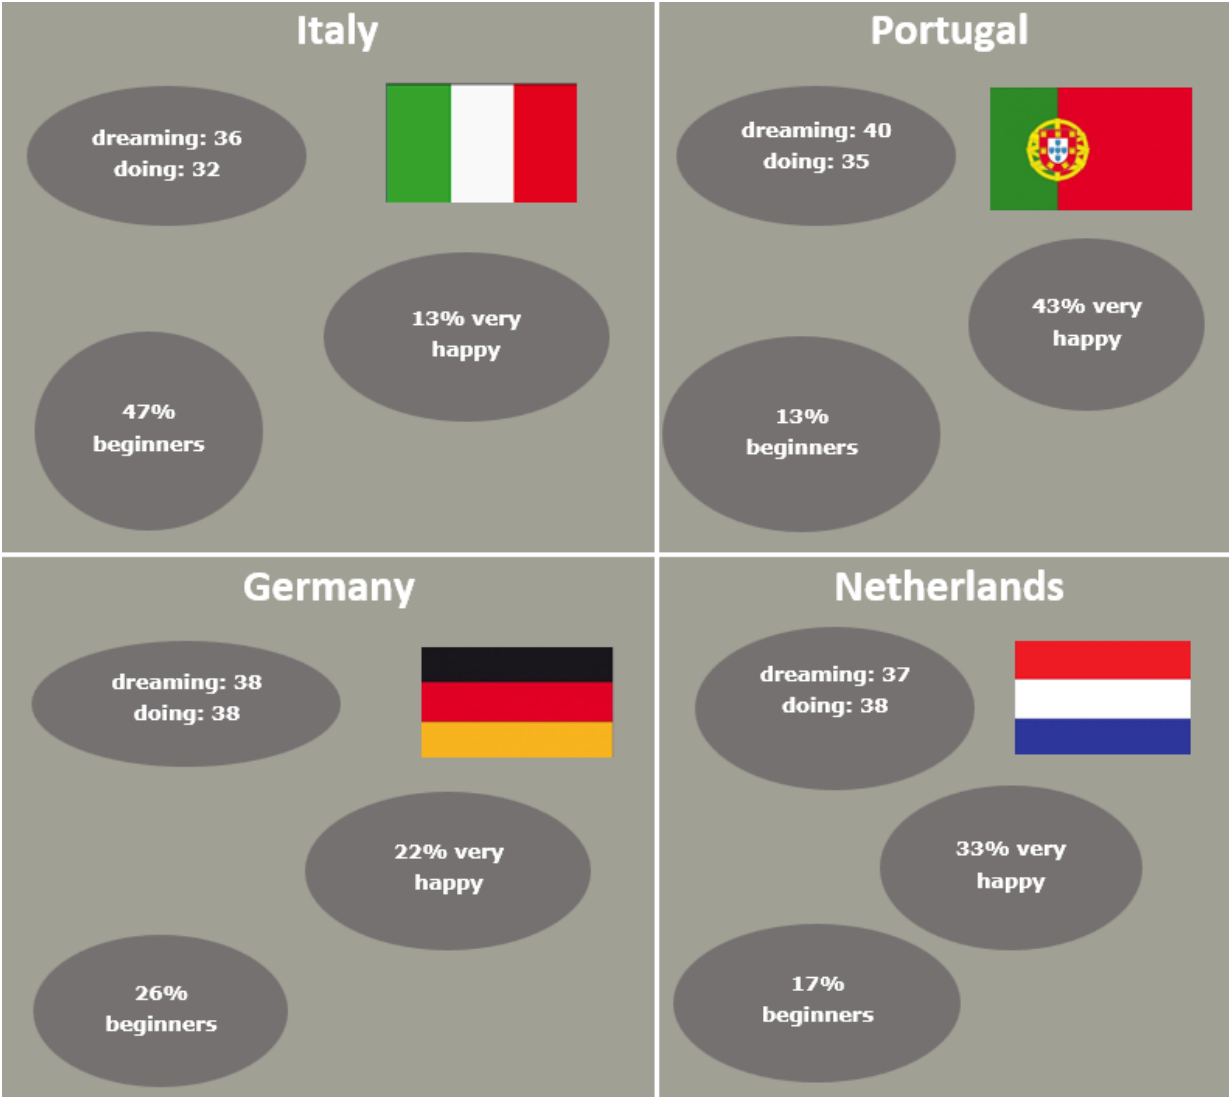 Italy
dreaming: 36
doing: 32
13% very
happy
47%
beginners
Portugal
dreaming: 40
doing: 35
43% very
happy
13%
beginners
Germany
dreaming: 38
doing: 38
22% very
happy
26%
beginners
Netherlands
dreaming: 37
doing: 38
33% very
happy
17%
beginners